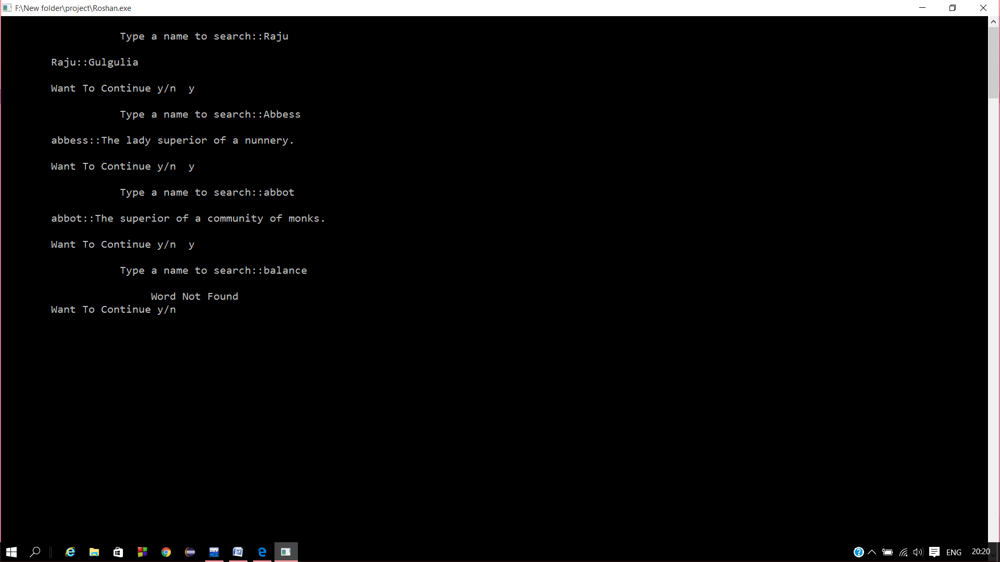 F:\New folder\project\Roshan.exe
Type a name to search::Raju
Raju::Gulgulia
Want To Continue y/n  y
Type a name to search::Abbess
abbess::The lady superior of a nunnery.
Want To Continue y/n  y
Type a name to search::abbot
abbot::The superior of a community of monks.
Want To Continue y/n  y
Type a name to search::balance
Word Not Found
Want To Continue y/n
DEV
ENG
20:20